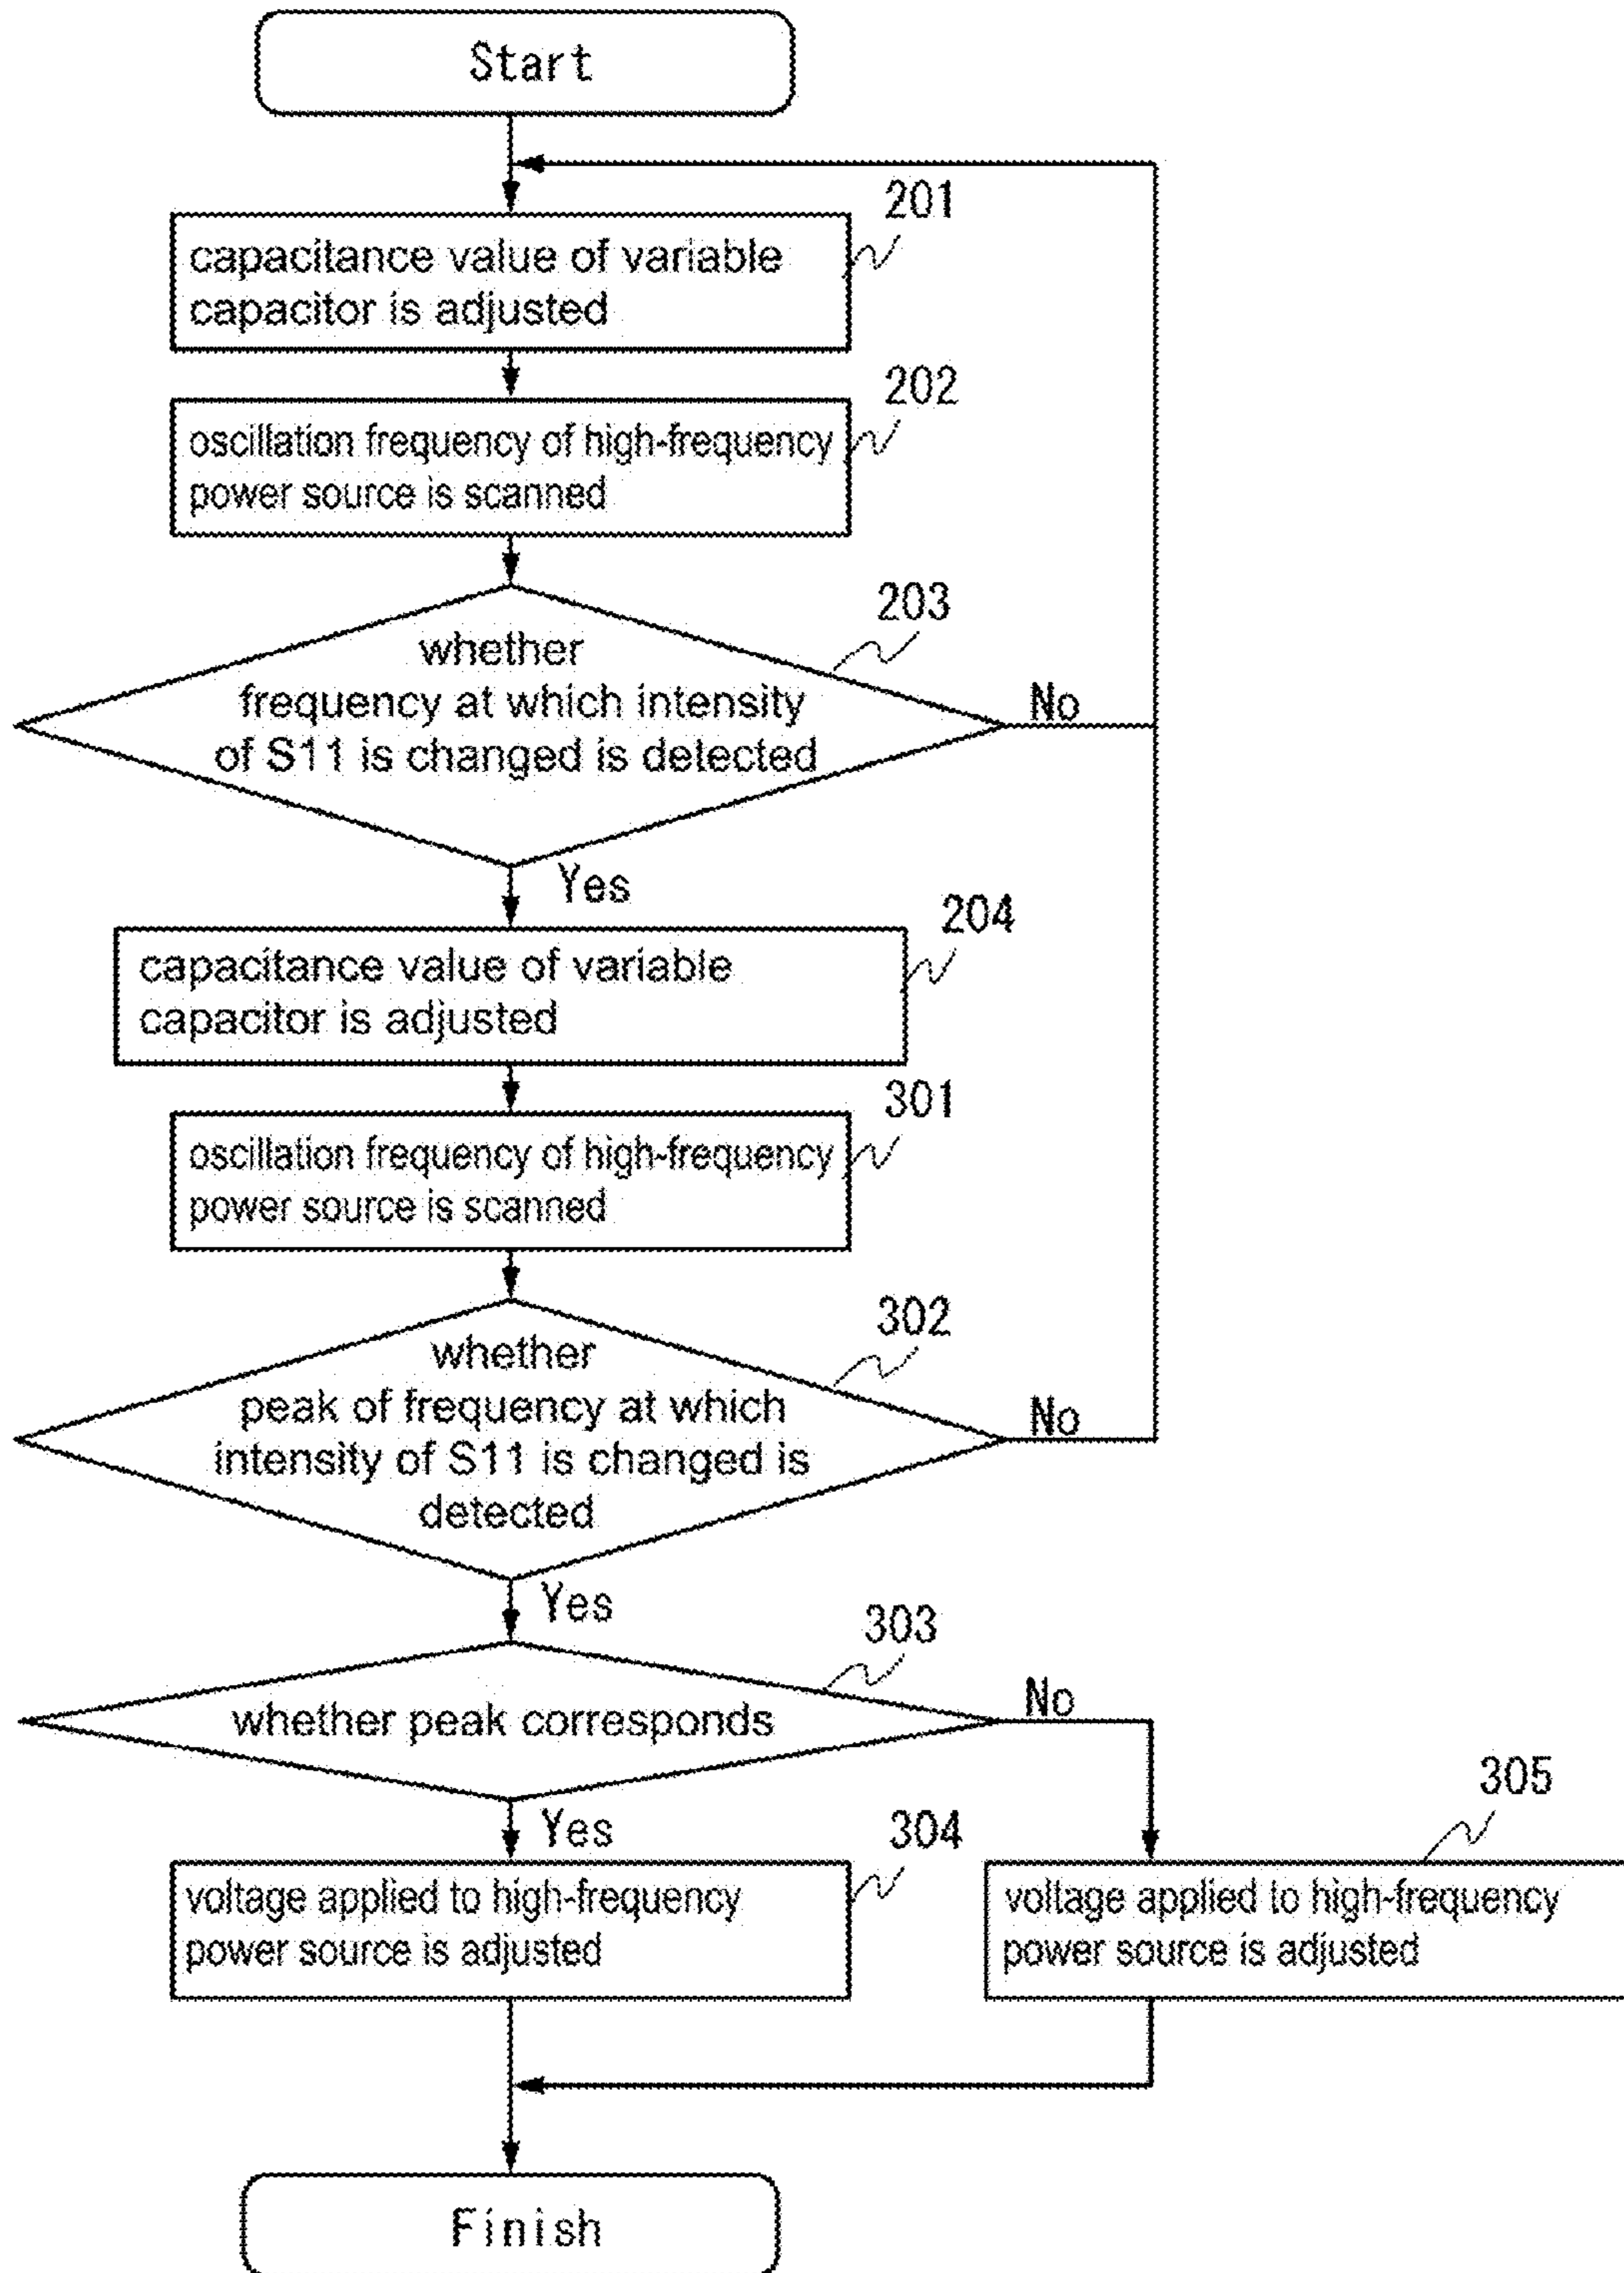 Start
201
capacitance value of variable
capacitor is adjusted
202
oscillation frequency of high-frequency
power source is scanned
203
whether
frequency at which intensity
of S11 is changed is detected
No
Yes
204
capacitance value of variable
capacitor is adjusted
301
oscillation frequency of high-frequency
power source is scanned
302
whether
peak of frequency at which
intensity of S11 is changed is
detected
No
Yes
303
whether peak corresponds
No
Yes
304
voltage applied to high-frequency
power source is adjusted
305
voltage applied to high-frequency
power source is adjusted
Finish